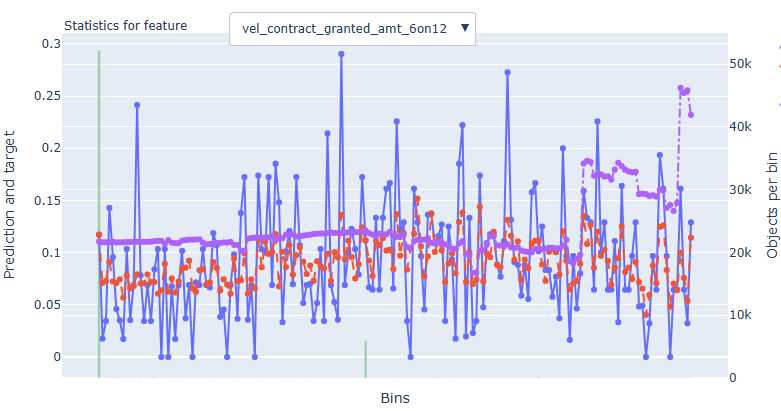 Statistics for feature
vel_contract_granted_amt_6on12 ▼
Prediction and target
0.3
0.25
0.2
0.15
0.1
0.05
0
Objects per bin
50k
40k
30k
20k
10k
0
Bins